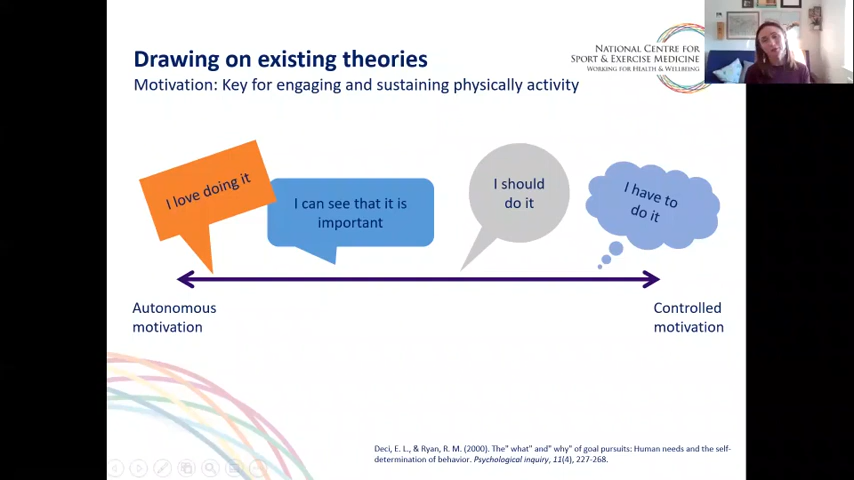 Drawing on existing theories
Motivation: Key for engaging and sustaining physically activity
NATIONAL CENTRE FOR
SPORT & EXERCISE MEDICINE
WORKING FOR HEALTH & WELLBEING
I love doing it
I can see that it is
important
I should
do it
I have to
do it
Autonomous
motivation
Controlled
motivation
Deci, E. L., & Ryan, R. M. (2000). The" what" and" why" of goal pursuits: Human needs and the self-
determination of behavior. Psychological inquiry, 11(4), 227-268.